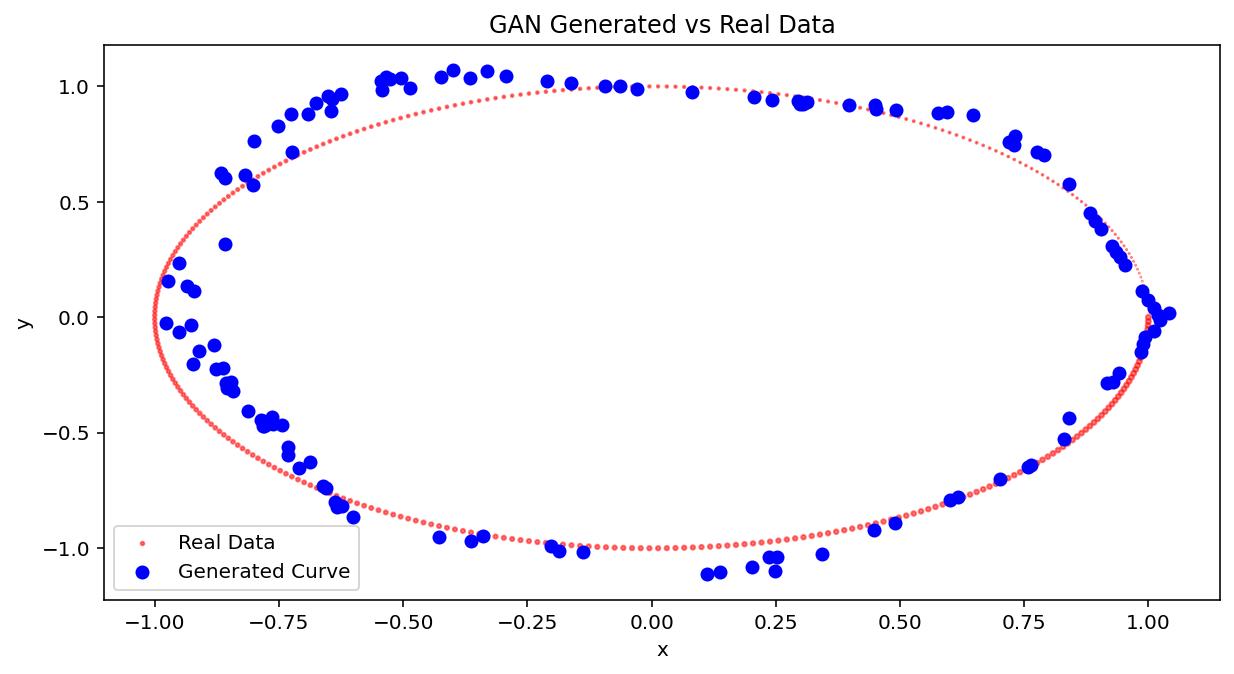 GAN Generated vs Real Data
y
1.0
0.5
0.0
−0.5
−1.0
Real Data
Generated Curve
−1.00 −0.75 −0.50 −0.25 0.00 0.25 0.50 0.75 1.00
x